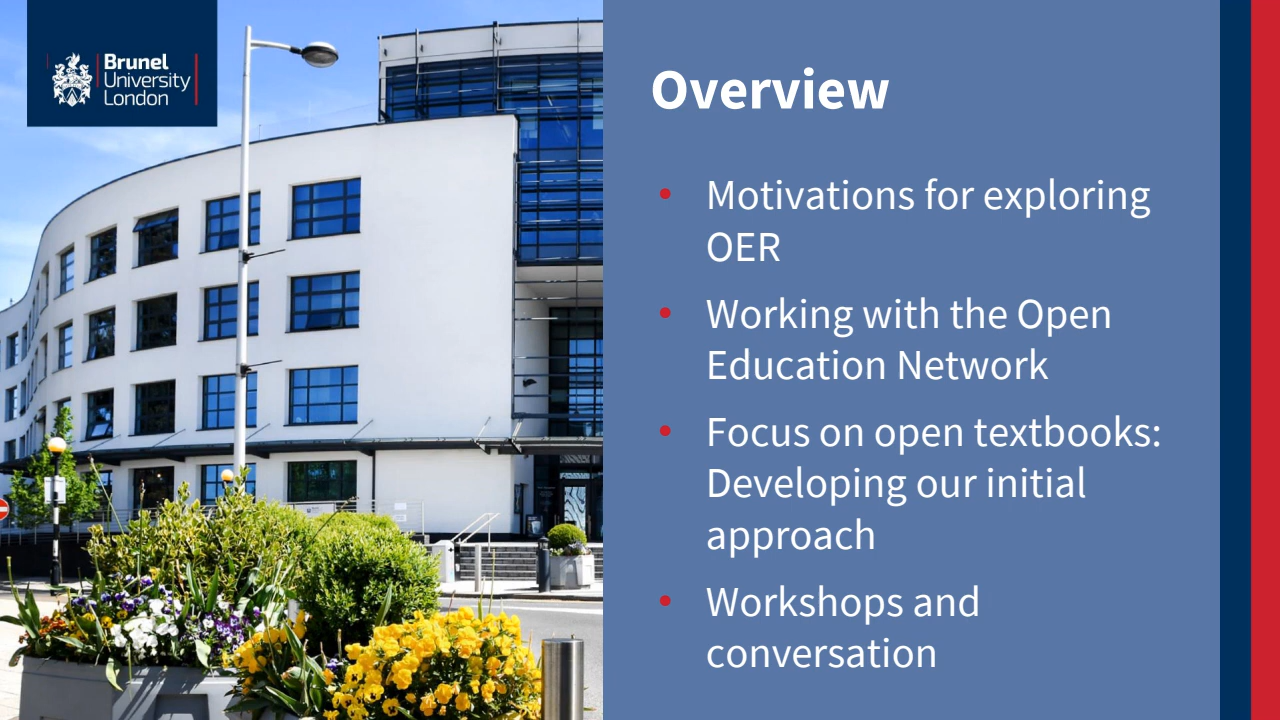 Brunel
University
London
Overview
• Motivations for exploring
OER
• Working with the Open
Education Network
• Focus on open textbooks:
Developing our initial
approach
• Workshops and
conversation